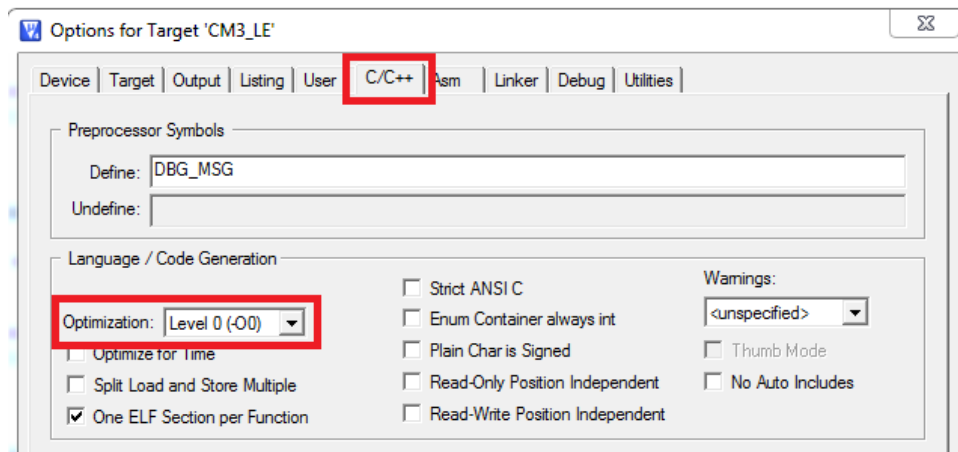 Options for Target 'CM3_LE'
Device Target Output Listing User C/C++ Asm Linker Debug Utilities
Preprocessor Symbols
Define: DBG_MSG
Undefine:
Language / Code Generation
Optimization: Level 0 (-O0)
Optimize for Time
Split Load and Store Multiple
One ELF Section per Function
Strict ANSI C
Enum Container always int
Plain Char is Signed
Read-Only Position Independent
Read-Write Position Independent
Warnings:
<unspecified>
Thumb Mode
No Auto Includes